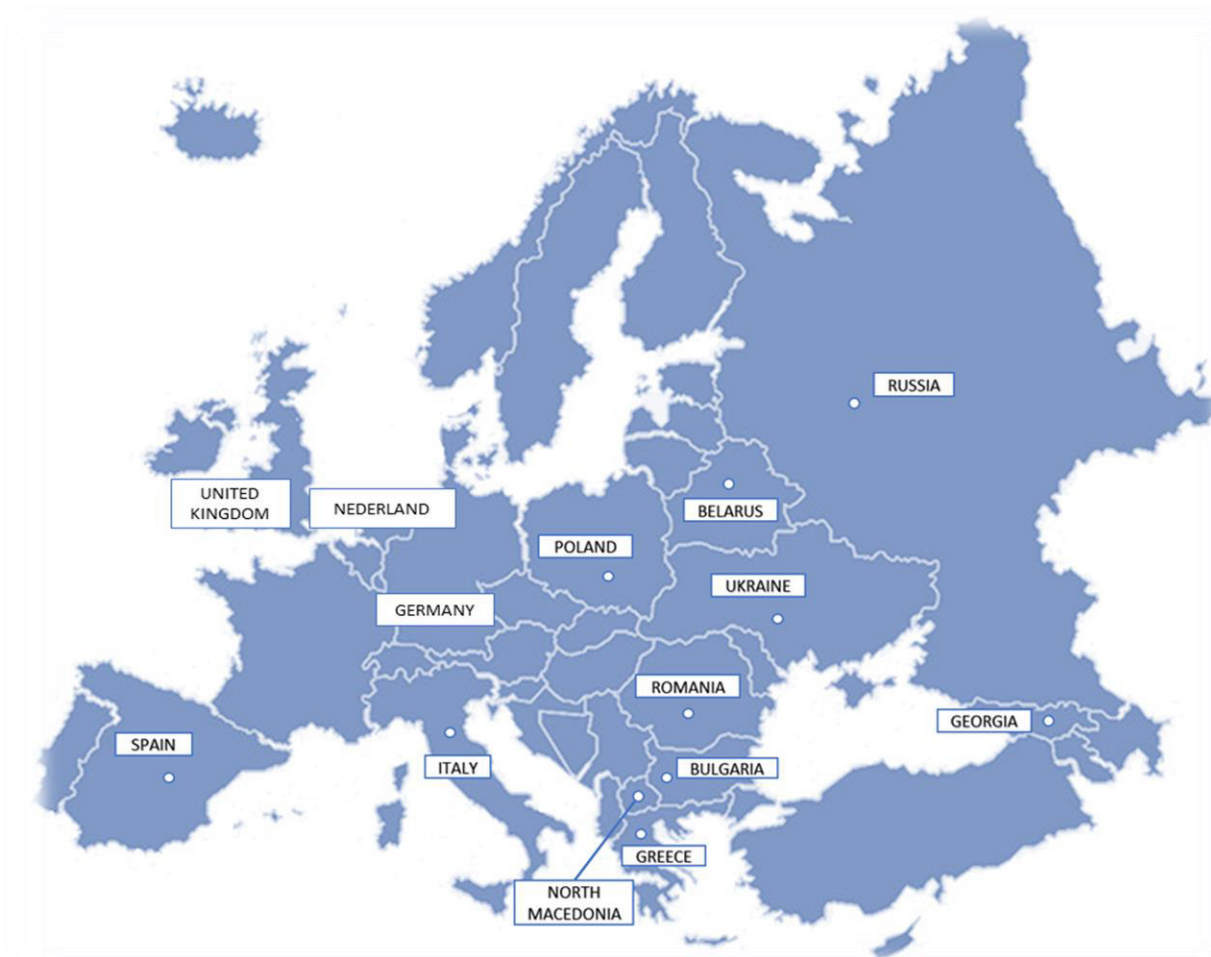 RUSSIA
UNITED
KINGDOM
NEDERLAND
BELARUS
POLAND
UKRAINE
GERMANY
ROMANIA
GEORGIA
SPAIN
ITALY
BULGARIA
GREECE
NORTH
MACEDONIA